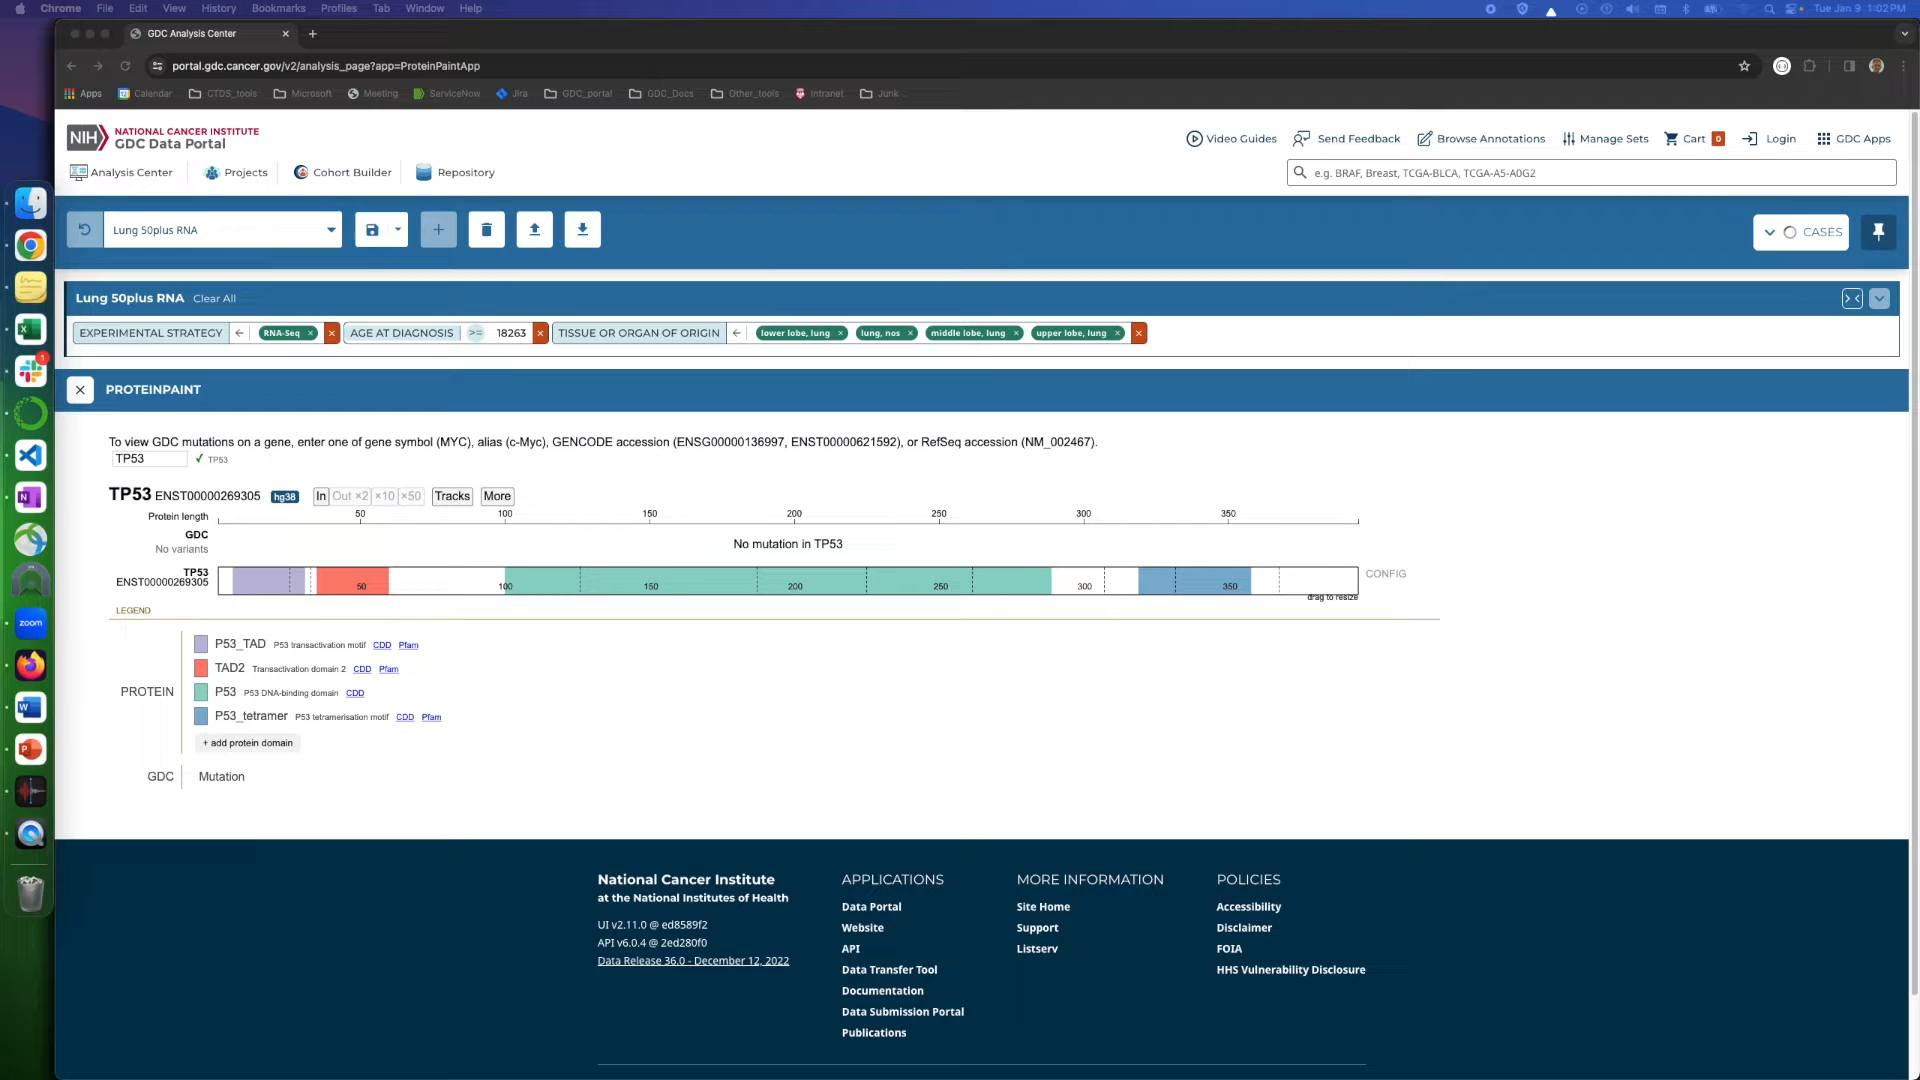 Chrome File Edit View History Bookmarks Profiles Tab Window Help Tue Jan 9 1:02 PM
GDC Analysis Center
portal.gdc.cancer.gov/v2/analysis_page?app=ProteinPaintApp
Apps Calendar CTDS_tools Microsoft Meeting ServiceNow Jira GDC_portal GDC_Docs Other_tools Intranet Junk
NIH NATIONAL CANCER INSTITUTE
GDC Data Portal
Video Guides Send Feedback Browse Annotations Manage Sets Cart 0 Login GDC Apps
Analysis Center Projects Cohort Builder Repository
e.g. BRAF, Breast, TCGA-BLCA, TCGA-A5-A0G2
Lung 50plus RNA
CASES
Lung 50plus RNA Clear All
EXPERIMENTAL STRATEGY RNA-Seq AGE AT DIAGNOSIS >= 18263 TISSUE OR ORGAN OF ORIGIN lower lobe, lung lung, nos middle lobe, lung upper lobe, lung
PROTEINPAINT
To view GDC mutations on a gene, enter one of gene symbol (MYC), alias (c-Myc), GENCODE accession (ENSG00000136997, ENST00000621592), or RefSeq accession (NM_002467).
TP53 ✓ TP53
TP53 ENST00000269305 hg38 In Out ×2 ×10 ×50 Tracks More
Protein length 50 100 150 200 250 300 350
GDC
No variants
No mutation in TP53
TP53
ENST00000269305
50 100 150 200 250 300 350
CONFIG
drag to resize
LEGEND
PROTEIN
P53_TAD P53 transactivation motif CDD Pfam
TAD2 Transactivation domain 2 CDD Pfam
P53 P53 DNA-binding domain CDD
P53_tetramer P53 tetramerisation motif CDD Pfam
+ add protein domain
GDC Mutation
National Cancer Institute
at the National Institutes of Health
UI v2.11.0 @ ed8589f2
API v6.0.4 @ 2ed280f0
Data Release 36.0 - December 12, 2022
APPLICATIONS
Data Portal
Website
API
Data Transfer Tool
Documentation
Data Submission Portal
Publications
MORE INFORMATION
Site Home
Support
Listserv
POLICIES
Accessibility
Disclaimer
FOIA
HHS Vulnerability Disclosure
1
zoom